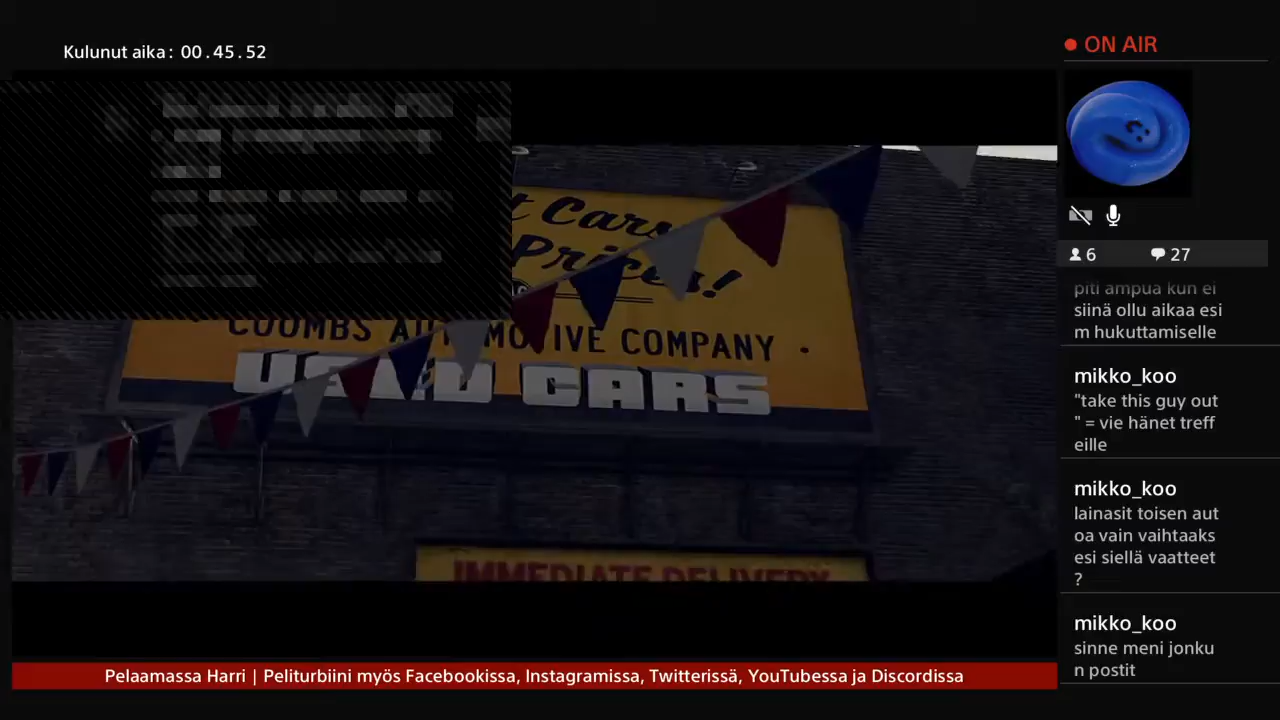 Kulunut aika: 00.45.52
ON AIR
t Cars
Prices!
COOMBS AUTOMOTIVE COMPANY
USED CARS
IMMEDIATE DELIVERY
6 27
piti ampua kun ei
siinä ollu aikaa esi
m hukuttamiselle
mikko_koo
"take this guy out
" = vie hänet treff
eille
mikko_koo
lainasit toisen aut
oa vain vaihtaaks
esi siellä vaatteet
?
mikko_koo
sinne meni jonku
n postit
Pelaamassa Harri | Peliturbiini myös Facebookissa, Instagramissa, Twitterissä, YouTubessa ja Discordissa